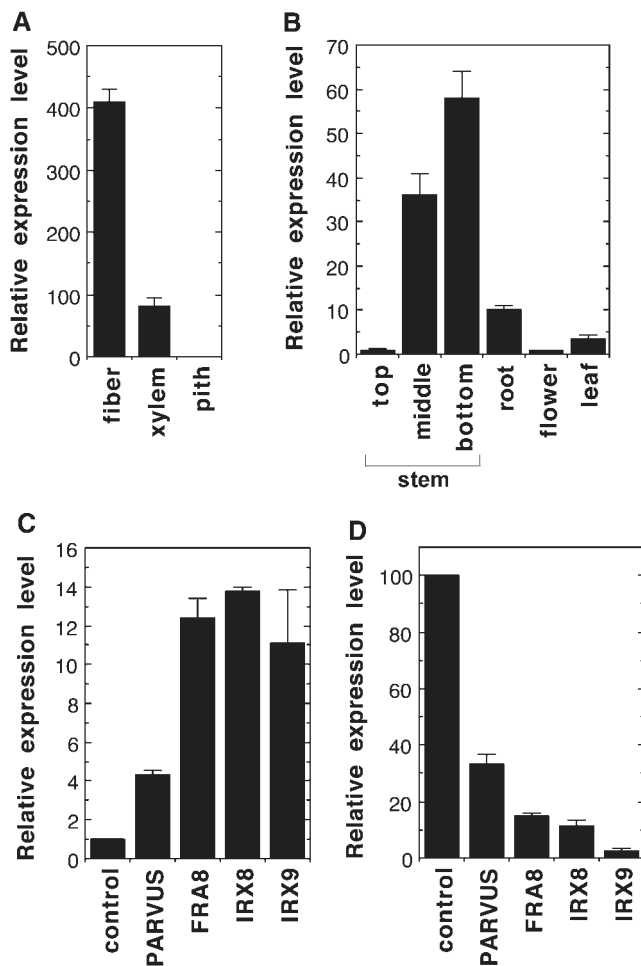 A
Relative expression level
500
400
300
200
100
0
fiber
xylem
pith
B
Relative expression level
70
60
50
40
30
20
10
0
top
middle
bottom
root
flower
leaf
stem
C
Relative expression level
16
14
12
10
8
6
4
2
0
control
PARVUS
FRA8
IRX8
IRX9
D
Relative expression level
100
80
60
40
20
0
control
PARVUS
FRA8
IRX8
IRX9